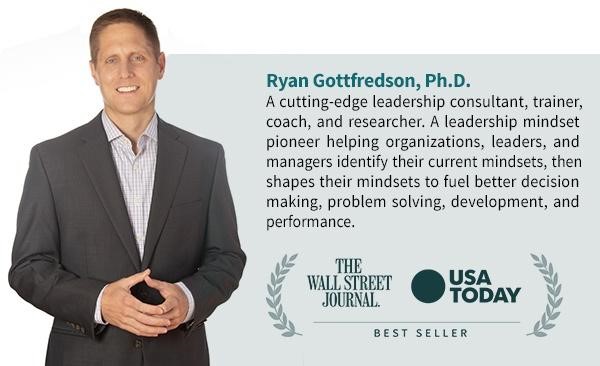 Ryan Gottfredson, Ph.D.
A cutting-edge leadership consultant, trainer,
coach, and researcher. A leadership mindset
pioneer helping organizations, leaders, and
managers identify their current mindsets, then
shapes their mindsets to fuel better decision
making, problem solving, development, and
performance.
THE
WALL STREET
JOURNAL.
USA
TODAY
BEST SELLER